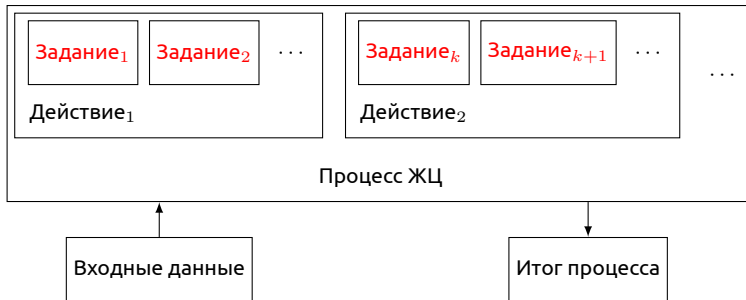 Задание₁ Задание₂ ... Задание_k Задание_{k+1} ...
...
Действие₁ Действие₂
Процесс ЖЦ
Входные данные Итог процесса